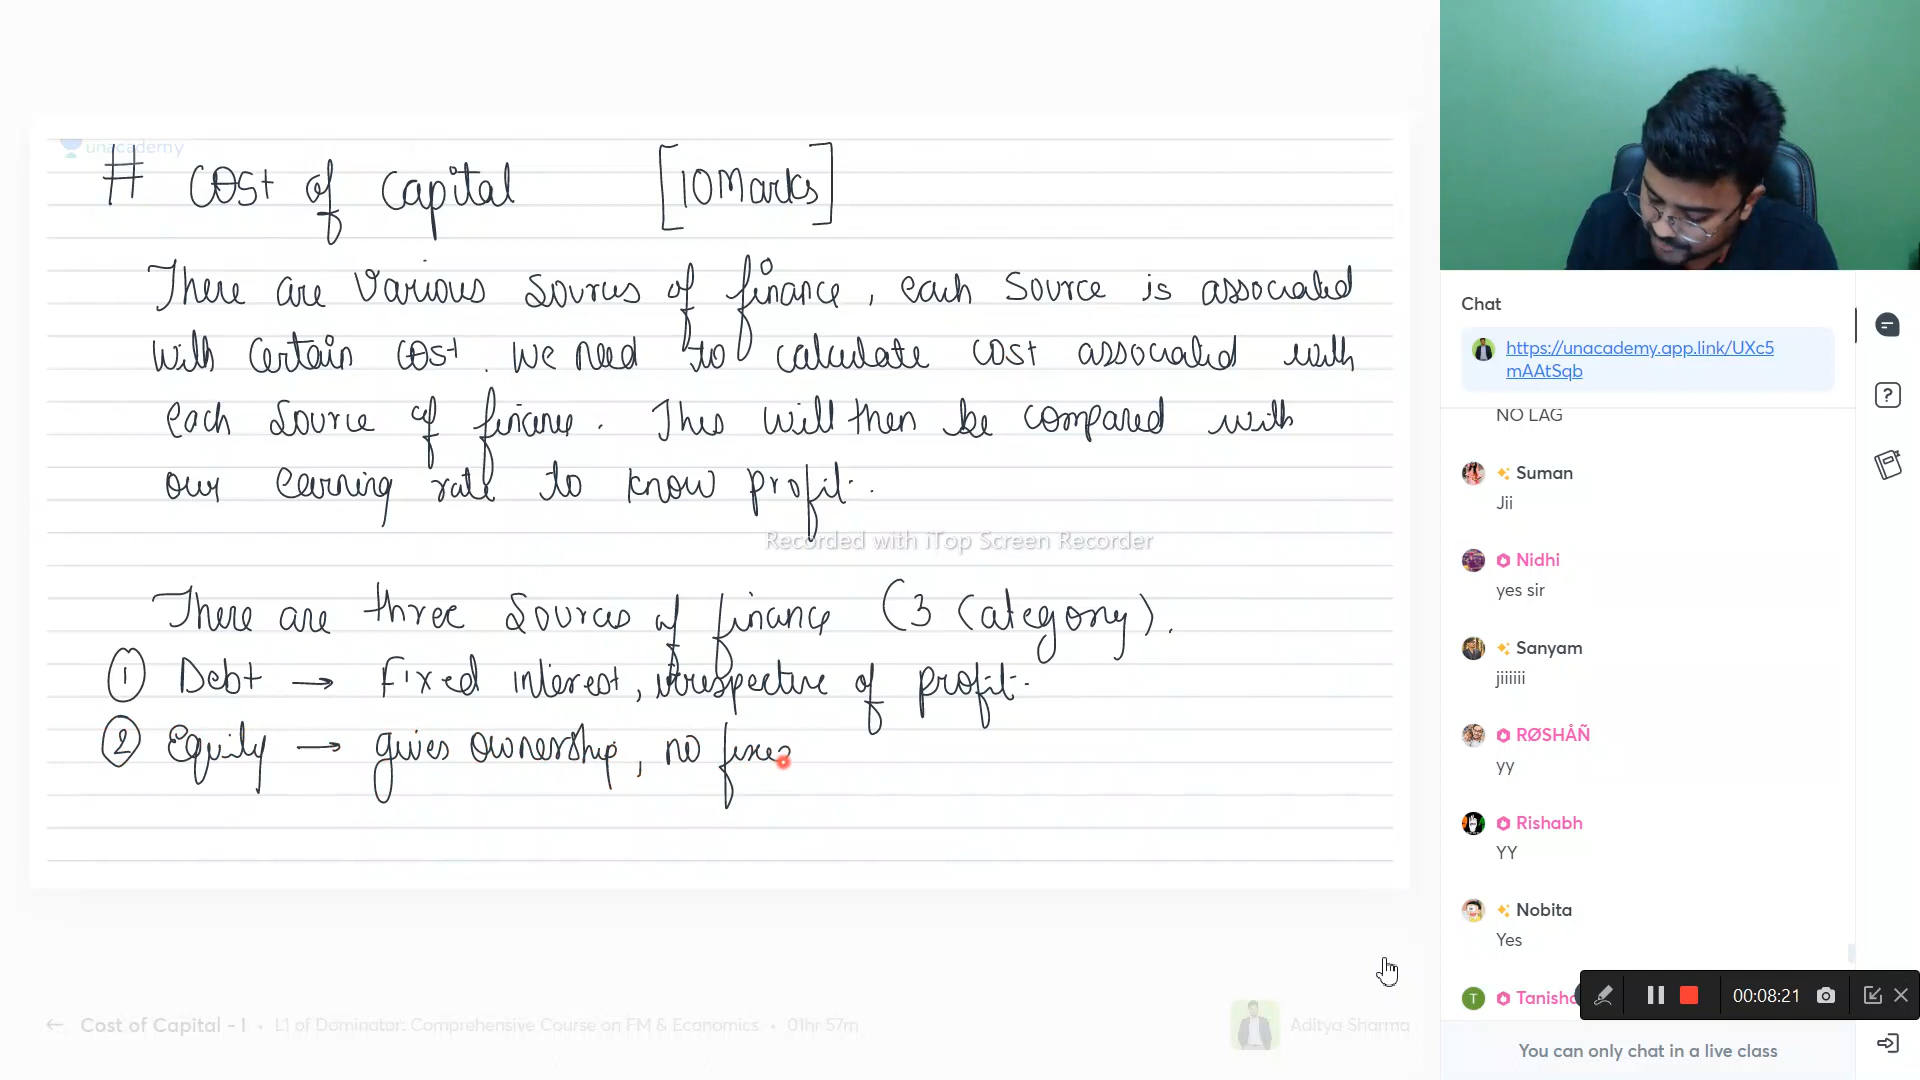 unacademy
# Cost of Capital [10 Marks]
There are various sources of finance, each source is associated
with certain cost. We need to calculate cost associated with
each source of finance. This will then be compared with
our earning rate to know profit.
Recorded with iTop Screen Recorder
There are three sources of finance (3 Category).
① Debt → Fixed interest, irrespective of profit.
② Equity → gives ownership, no fixe
← Cost of Capital - I • L1 of Dominator: Comprehensive Course on FM & Economics • 01hr 57m
Aditya Sharma
Chat
https://unacademy.app.link/UXc5
mAAtSqb
NO LAG
Suman
Jii
Nidhi
yes sir
Sanyam
jiiiiii
RØSHÅÑ
yy
Rishabh
YY
Nobita
Yes
T Tanisha
00:08:21
You can only chat in a live class